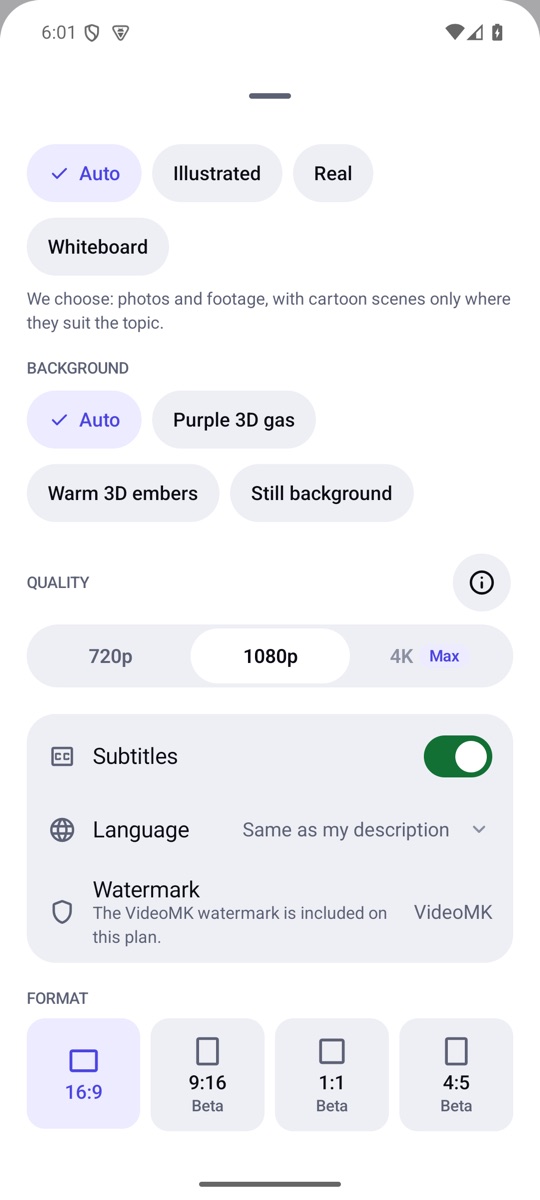 6:01
Auto
Illustrated
Real
Whiteboard
We choose: photos and footage, with cartoon scenes only where
they suit the topic.
BACKGROUND
Auto
Purple 3D gas
Warm 3D embers
Still background
QUALITY
720p
1080p
4K Max
CC Subtitles
Language
Same as my description
Watermark
The VideoMK watermark is included on
this plan.
VideoMK
FORMAT
16:9
9:16
Beta
1:1
Beta
4:5
Beta